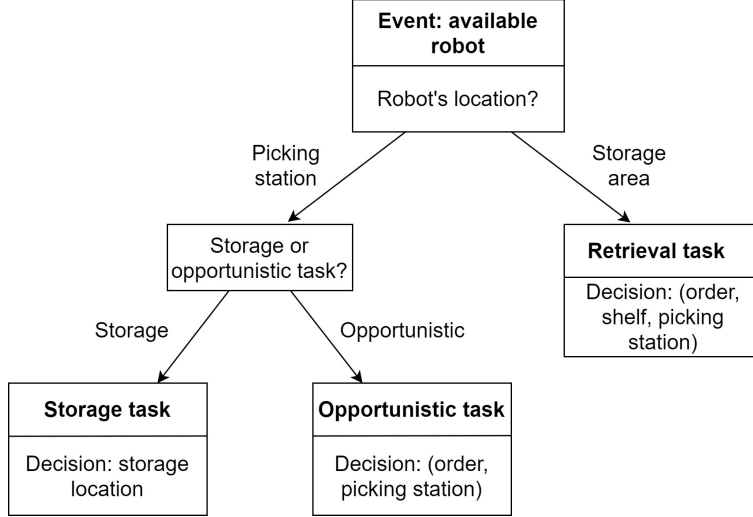 Event: available
robot
Robot's location?
Picking
station
Storage
area
Storage or
opportunistic task?
Retrieval task
Decision: (order,
shelf, picking
station)
Storage
Opportunistic
Storage task
Decision: storage
location
Opportunistic task
Decision: (order,
picking station)